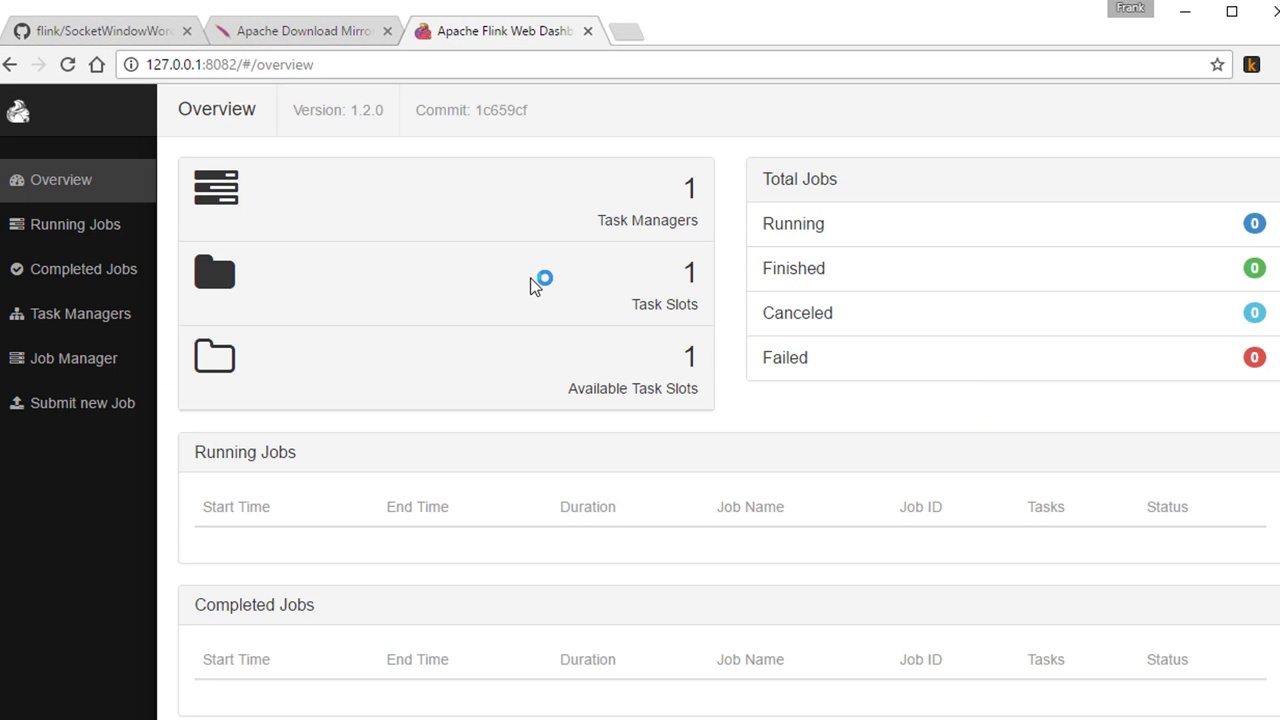 Frank
flink/SocketWindowWor
Apache Download Mirro
Apache Flink Web Dashb
127.0.0.1:8082/#/overview
k
Overview
Version: 1.2.0
Commit: 1c659cf
Overview
Running Jobs
Completed Jobs
Task Managers
Job Manager
Submit new Job
1
Task Managers
1
Task Slots
1
Available Task Slots
Total Jobs
Running 0
Finished 0
Canceled 0
Failed 0
Running Jobs
Start Time End Time Duration Job Name Job ID Tasks Status
Completed Jobs
Start Time End Time Duration Job Name Job ID Tasks Status